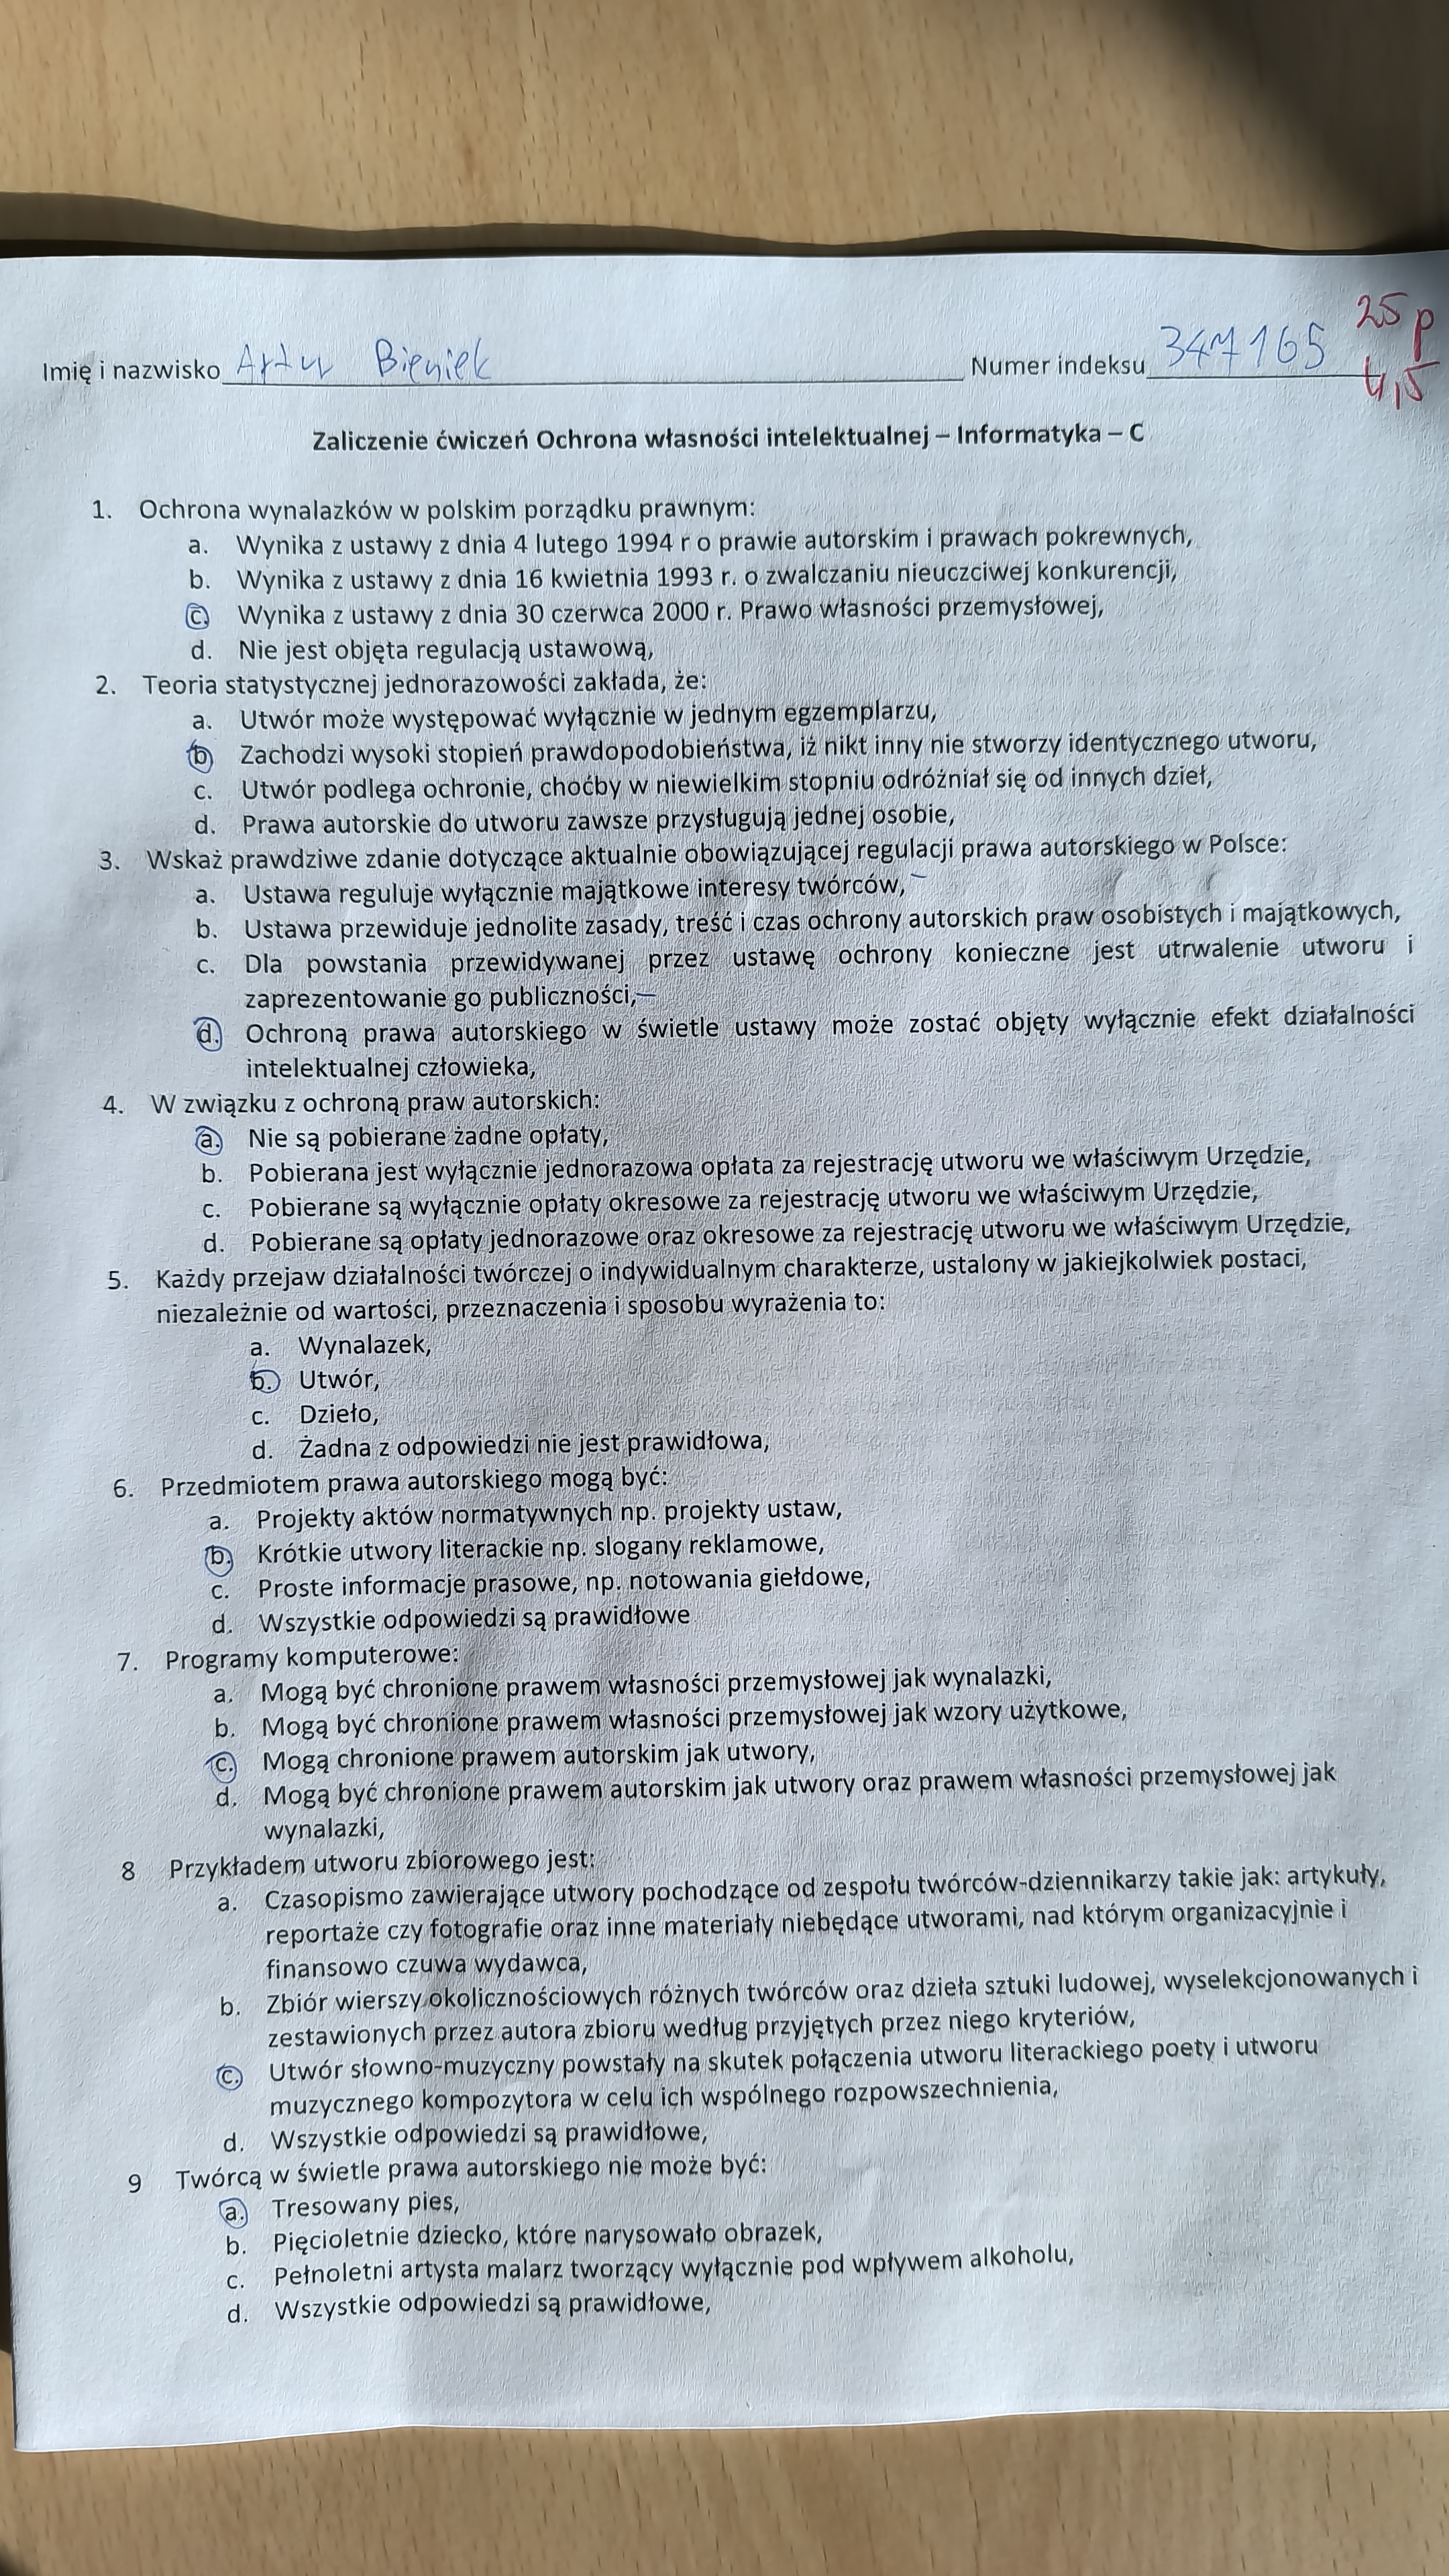 25 p
Imię i nazwisko Artur Bieniek Numer indeksu 347165
4,5
Zaliczenie ćwiczeń Ochrona własności intelektualnej – Informatyka – C
1. Ochrona wynalazków w polskim porządku prawnym:
a. Wynika z ustawy z dnia 4 lutego 1994 r o prawie autorskim i prawach pokrewnych,
b. Wynika z ustawy z dnia 16 kwietnia 1993 r. o zwalczaniu nieuczciwej konkurencji,
c. Wynika z ustawy z dnia 30 czerwca 2000 r. Prawo własności przemysłowej,
d. Nie jest objęta regulacją ustawową,
2. Teoria statystycznej jednorazowości zakłada, że:
a. Utwór może występować wyłącznie w jednym egzemplarzu,
b Zachodzi wysoki stopień prawdopodobieństwa, iż nikt inny nie stworzy identycznego utworu,
c. Utwór podlega ochronie, choćby w niewielkim stopniu odróżniał się od innych dzieł,
d. Prawa autorskie do utworu zawsze przysługują jednej osobie,
3. Wskaż prawdziwe zdanie dotyczące aktualnie obowiązującej regulacji prawa autorskiego w Polsce:
a. Ustawa reguluje wyłącznie majątkowe interesy twórców,
b. Ustawa przewiduje jednolite zasady, treść i czas ochrony autorskich praw osobistych i majątkowych,
c. Dla powstania przewidywanej przez ustawę ochrony konieczne jest utrwalenie utworu i
zaprezentowanie go publiczności,
d. Ochroną prawa autorskiego w świetle ustawy może zostać objęty wyłącznie efekt działalności
intelektualnej człowieka,
4. W związku z ochroną praw autorskich:
a. Nie są pobierane żadne opłaty,
b. Pobierana jest wyłącznie jednorazowa opłata za rejestrację utworu we właściwym Urzędzie,
c. Pobierane są wyłącznie opłaty okresowe za rejestrację utworu we właściwym Urzędzie,
d. Pobierane są opłaty jednorazowe oraz okresowe za rejestrację utworu we właściwym Urzędzie,
5. Każdy przejaw działalności twórczej o indywidualnym charakterze, ustalony w jakiejkolwiek postaci,
niezależnie od wartości, przeznaczenia i sposobu wyrażenia to:
a. Wynalazek,
b. Utwór,
c. Dzieło,
d. Żadna z odpowiedzi nie jest prawidłowa,
6. Przedmiotem prawa autorskiego mogą być:
a. Projekty aktów normatywnych np. projekty ustaw,
b. Krótkie utwory literackie np. slogany reklamowe,
c. Proste informacje prasowe, np. notowania giełdowe,
d. Wszystkie odpowiedzi są prawidłowe
7. Programy komputerowe:
a. Mogą być chronione prawem własności przemysłowej jak wynalazki,
b. Mogą być chronione prawem własności przemysłowej jak wzory użytkowe,
c. Mogą chronione prawem autorskim jak utwory,
d. Mogą być chronione prawem autorskim jak utwory oraz prawem własności przemysłowej jak
wynalazki,
8 Przykładem utworu zbiorowego jest:
a. Czasopismo zawierające utwory pochodzące od zespołu twórców-dziennikarzy takie jak: artykuły,
reportaże czy fotografie oraz inne materiały niebędące utworami, nad którym organizacyjnie i
finansowo czuwa wydawca,
b. Zbiór wierszy okolicznościowych różnych twórców oraz dzieła sztuki ludowej, wyselekcjonowanych i
zestawionych przez autora zbioru według przyjętych przez niego kryteriów,
c. Utwór słowno-muzyczny powstały na skutek połączenia utworu literackiego poety i utworu
muzycznego kompozytora w celu ich wspólnego rozpowszechnienia,
d. Wszystkie odpowiedzi są prawidłowe,
9 Twórcą w świetle prawa autorskiego nie może być:
a. Tresowany pies,
b. Pięcioletnie dziecko, które narysowało obrazek,
c. Pełnoletni artysta malarz tworzący wyłącznie pod wpływem alkoholu,
d. Wszystkie odpowiedzi są prawidłowe,